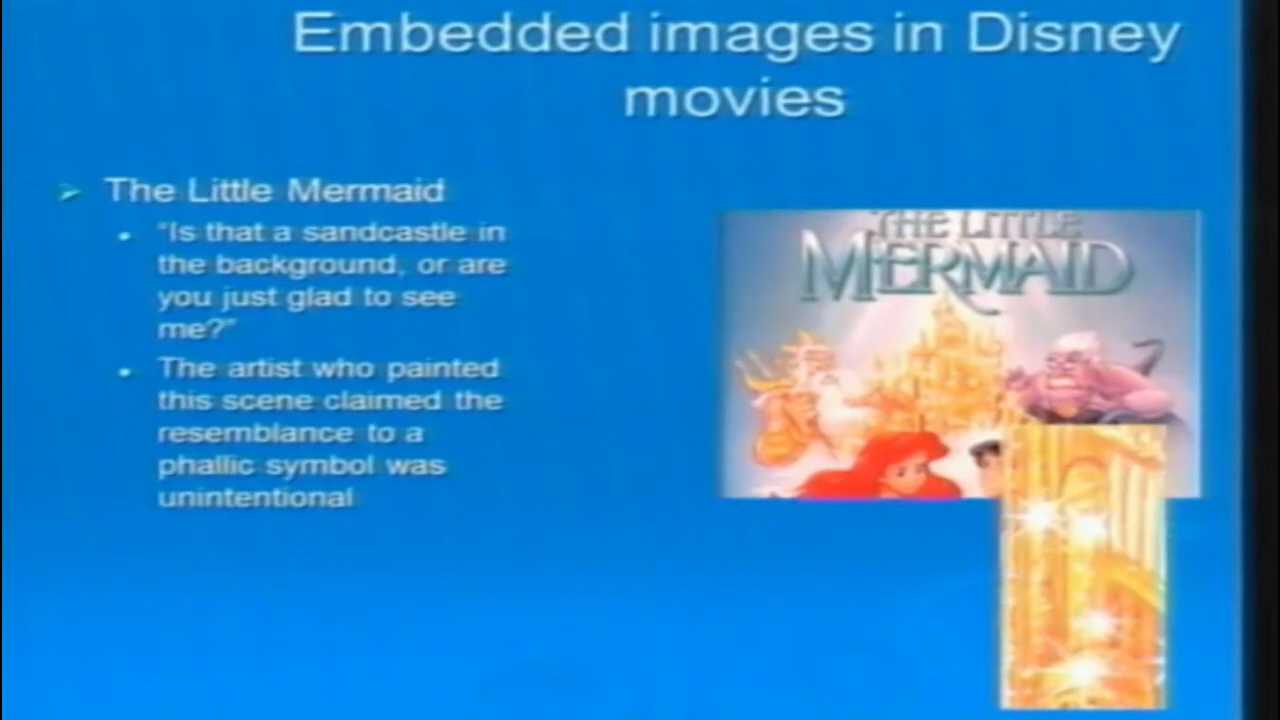 Embedded images in Disney
movies
The Little Mermaid
"Is that a sandcastle in
the background, or are
you just glad to see
me?"
The artist who painted
this scene claimed the
resemblance to a
phallic symbol was
unintentional
THE LITTLE
MERMAID